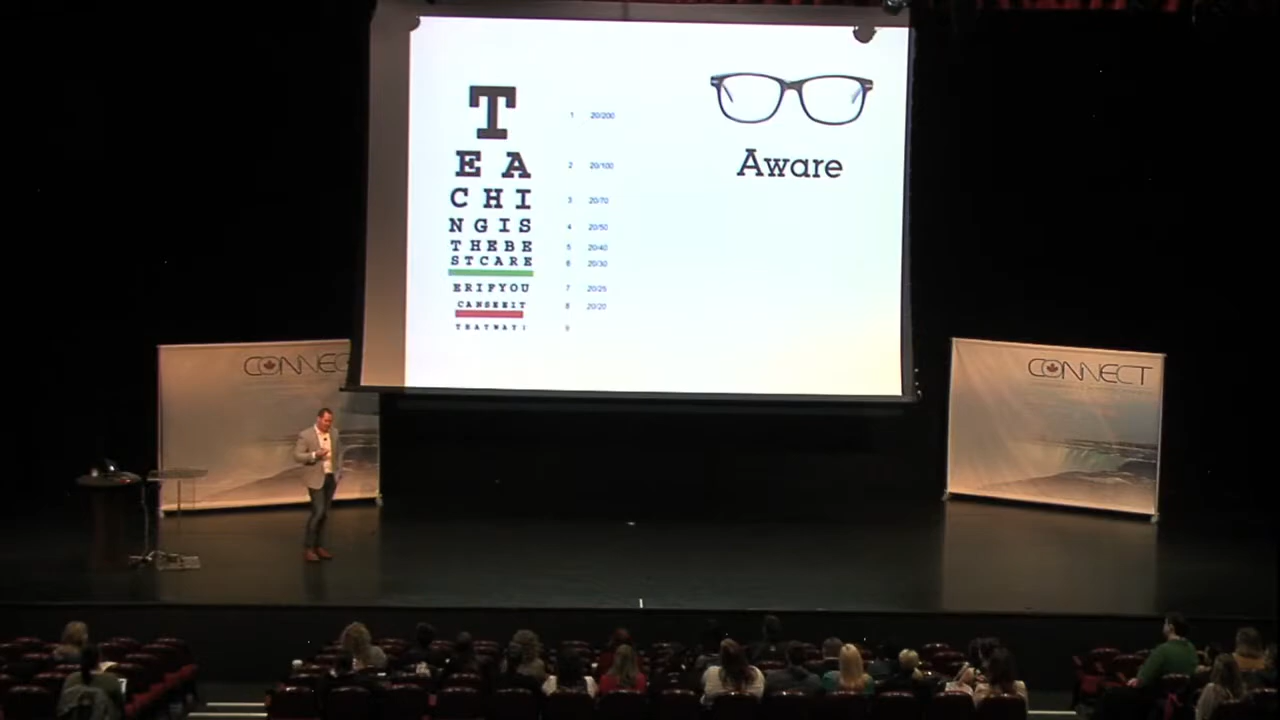 T 1 20/200
E A 2 20/100
C H I 3 20/70
N G I S 4 20/50
T H E B E 5 20/40
S T C A R E 6 20/30
E R I F Y O U 7 20/25
C A N S E E I T 8 20/20
T H A T W A Y ! 9
Aware
CONNEC
CONNECT